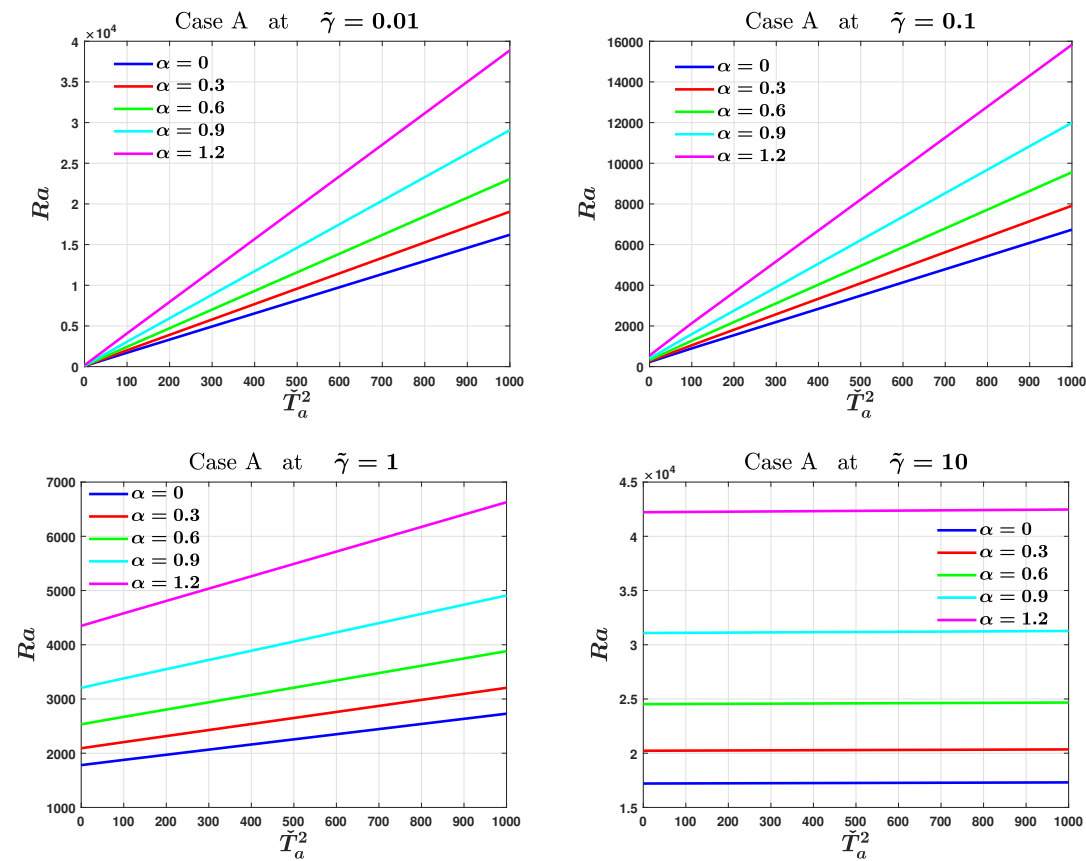 Case A at γ̃ = 0.01
×10⁴
4
3.5
3
2.5
2
1.5
1
0.5
0
Ra
α = 0
α = 0.3
α = 0.6
α = 0.9
α = 1.2
0 100 200 300 400 500 600 700 800 900 1000
Ť²ₐ
Case A at γ̃ = 0.1
16000
14000
12000
10000
8000
6000
4000
2000
0
Ra
α = 0
α = 0.3
α = 0.6
α = 0.9
α = 1.2
0 100 200 300 400 500 600 700 800 900 1000
Ť²ₐ
Case A at γ̃ = 1
7000
6000
5000
4000
3000
2000
1000
Ra
α = 0
α = 0.3
α = 0.6
α = 0.9
α = 1.2
0 100 200 300 400 500 600 700 800 900 1000
Ť²ₐ
Case A at γ̃ = 10
×10⁴
4.5
4
3.5
3
2.5
2
1.5
Ra
α = 0
α = 0.3
α = 0.6
α = 0.9
α = 1.2
0 100 200 300 400 500 600 700 800 900 1000
Ť²ₐ